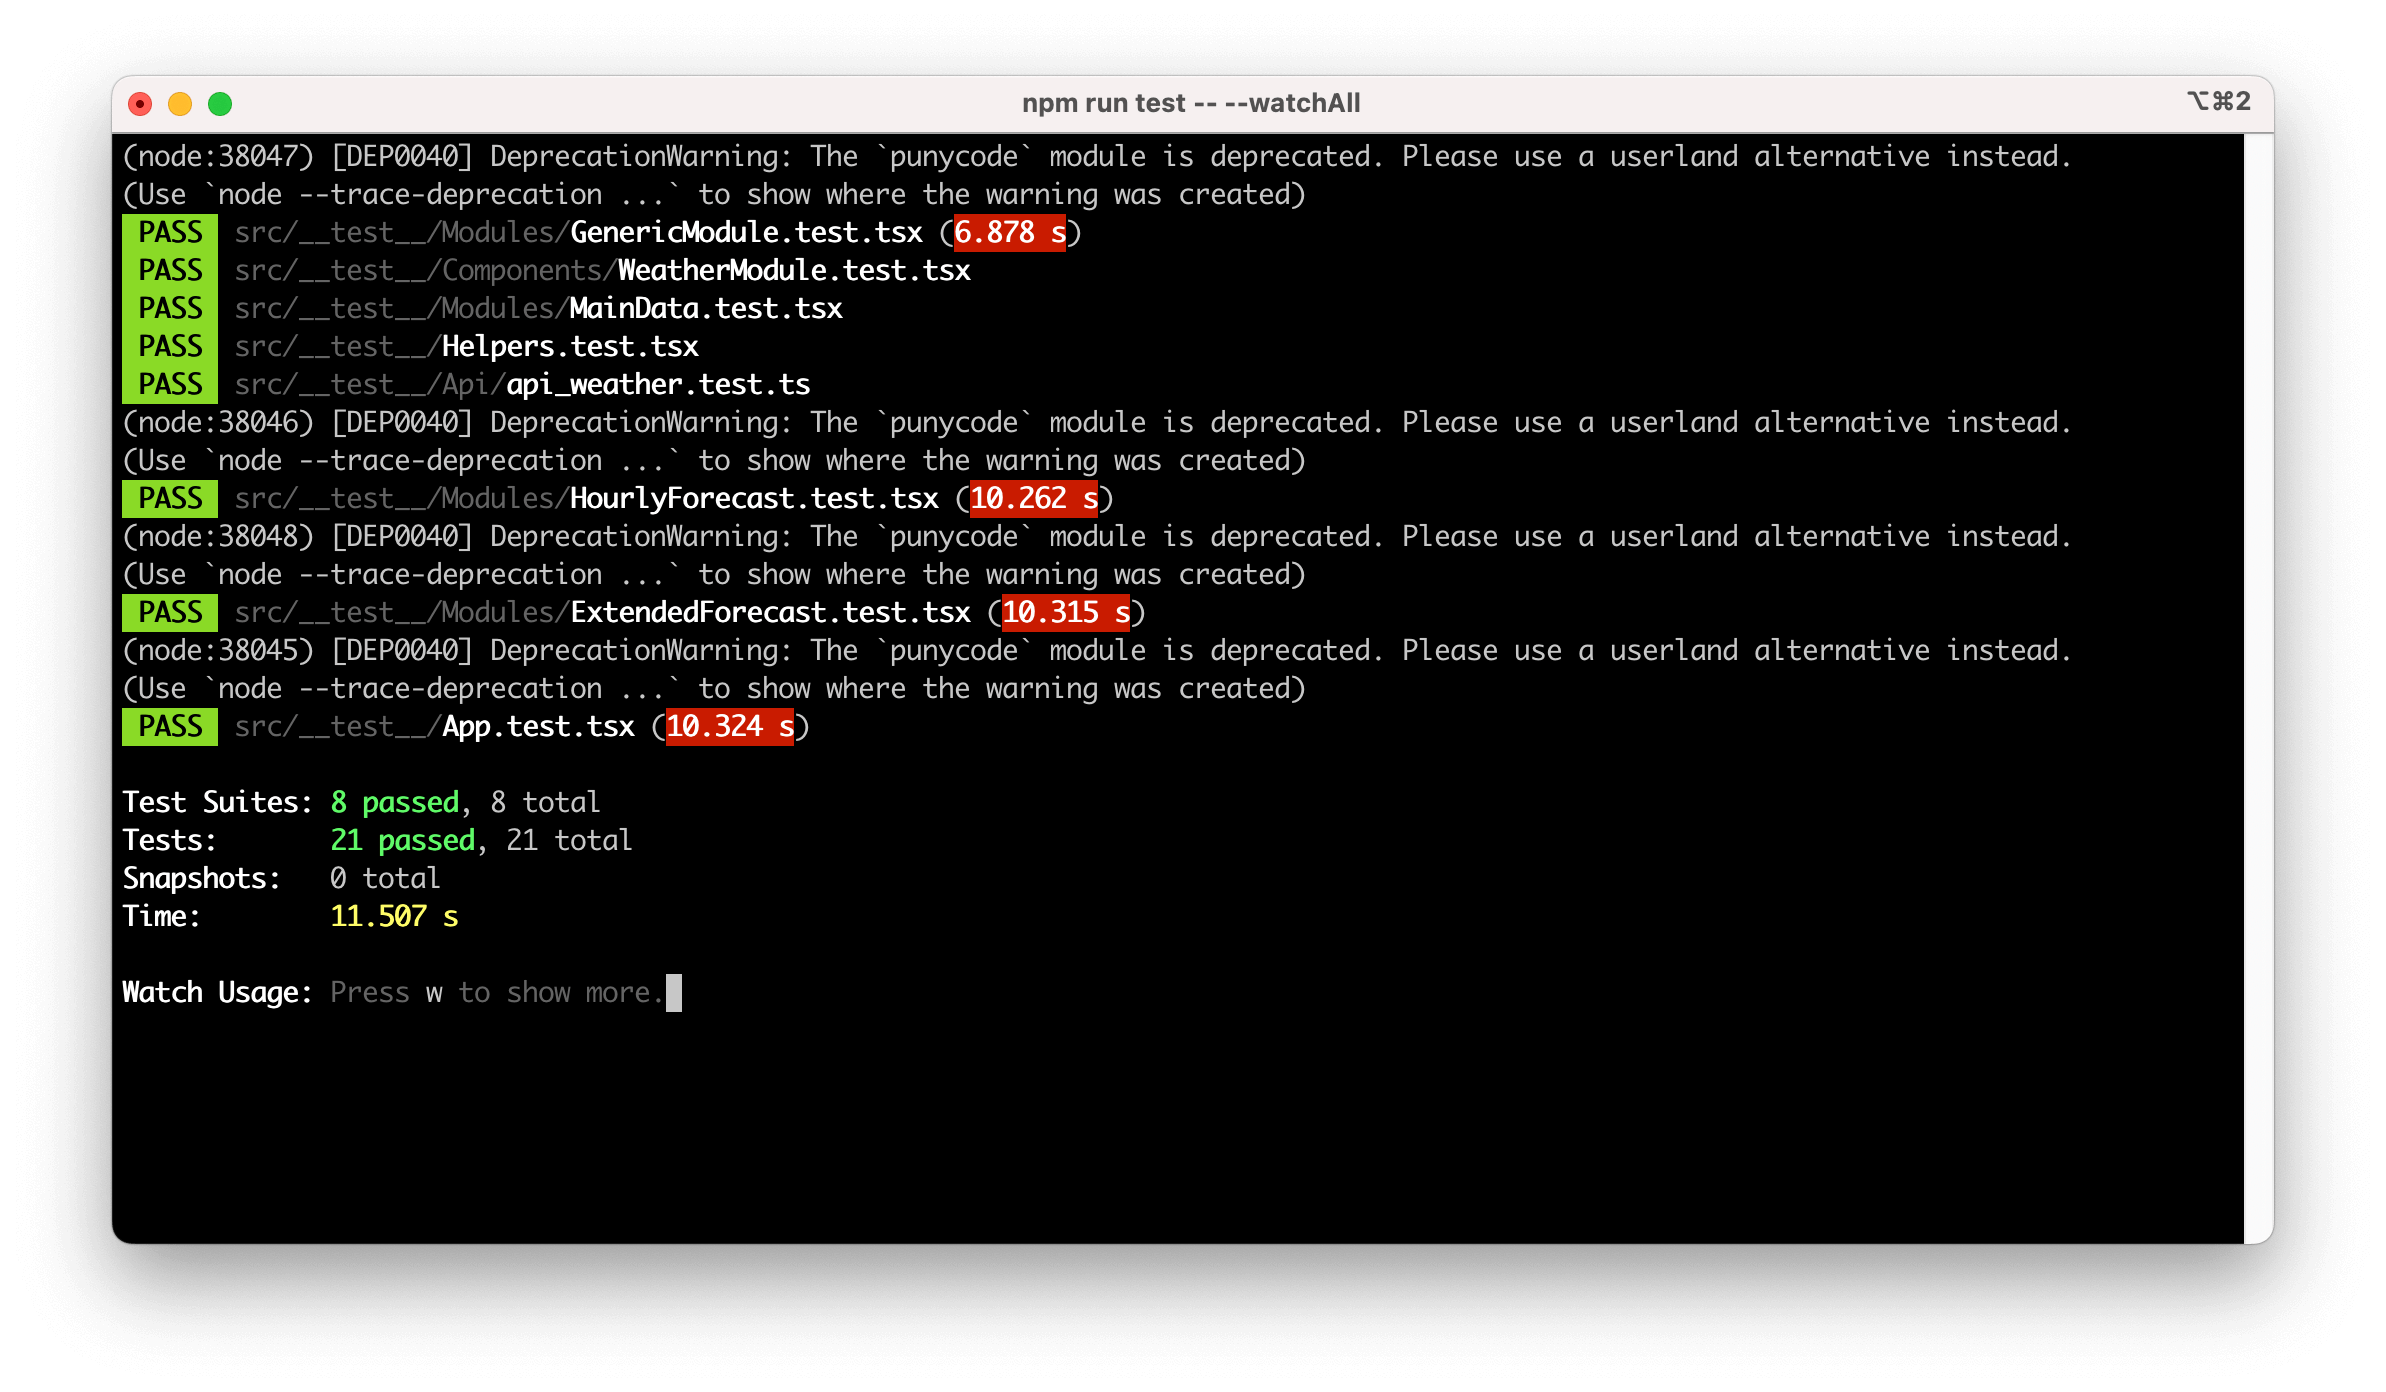 npm run test -- --watchAll ⌥⌘2
(node:38047) [DEP0040] DeprecationWarning: The `punycode` module is deprecated. Please use a userland alternative instead.
(Use `node --trace-deprecation ...` to show where the warning was created)
PASS src/__test__/Modules/GenericModule.test.tsx (6.878 s)
PASS src/__test__/Components/WeatherModule.test.tsx
PASS src/__test__/Modules/MainData.test.tsx
PASS src/__test__/Helpers.test.tsx
PASS src/__test__/Api/api_weather.test.ts
(node:38046) [DEP0040] DeprecationWarning: The `punycode` module is deprecated. Please use a userland alternative instead.
(Use `node --trace-deprecation ...` to show where the warning was created)
PASS src/__test__/Modules/HourlyForecast.test.tsx (10.262 s)
(node:38048) [DEP0040] DeprecationWarning: The `punycode` module is deprecated. Please use a userland alternative instead.
(Use `node --trace-deprecation ...` to show where the warning was created)
PASS src/__test__/Modules/ExtendedForecast.test.tsx (10.315 s)
(node:38045) [DEP0040] DeprecationWarning: The `punycode` module is deprecated. Please use a userland alternative instead.
(Use `node --trace-deprecation ...` to show where the warning was created)
PASS src/__test__/App.test.tsx (10.324 s)
Test Suites: 8 passed, 8 total
Tests: 21 passed, 21 total
Snapshots: 0 total
Time: 11.507 s
Watch Usage: Press w to show more.